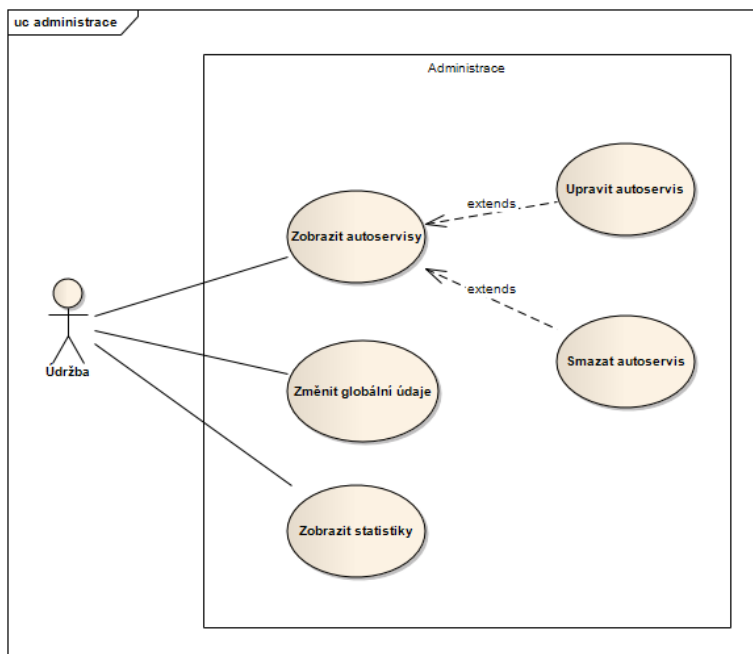 uc administrace
Administrace
Upravit autoservis
extends
Zobrazit autoservisy
extends
Smazat autoservis
Údržba
Změnit globální údaje
Zobrazit statistiky